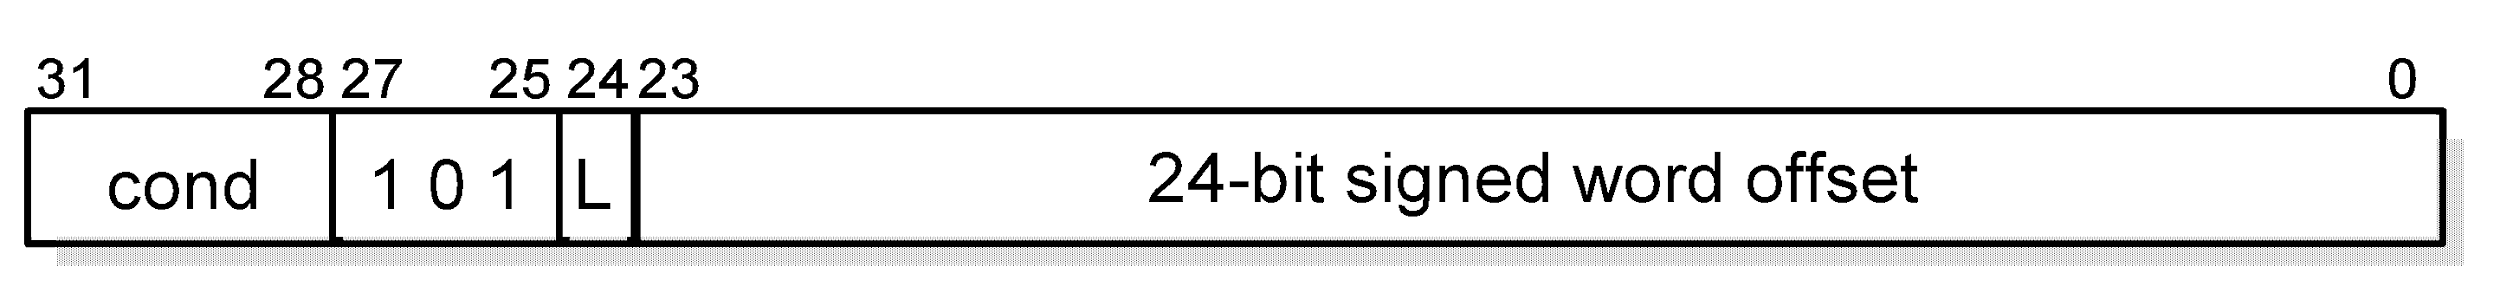 31 28 27 25 24 23 0
cond 1 0 1 L 24-bit signed word offset